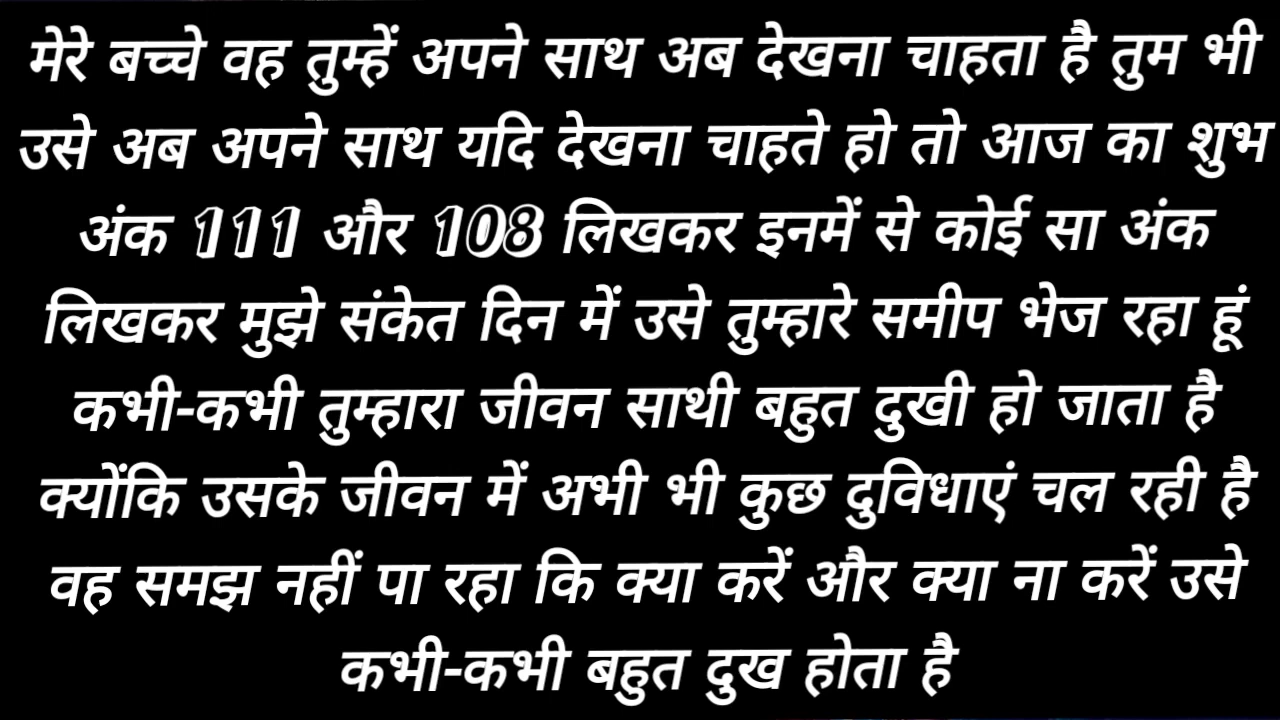 मेरे बच्चे वह तुम्हें अपने साथ अब देखना चाहता है तुम भी
उसे अब अपने साथ यदि देखना चाहते हो तो आज का शुभ
अंक 111 और 108 लिखकर इनमें से कोई सा अंक
लिखकर मुझे संकेत दिन में उसे तुम्हारे समीप भेज रहा हूं
कभी-कभी तुम्हारा जीवन साथी बहुत दुखी हो जाता है
क्योंकि उसके जीवन में अभी भी कुछ दुविधाएं चल रही है
वह समझ नहीं पा रहा कि क्या करें और क्या ना करें उसे
कभी-कभी बहुत दुख होता है